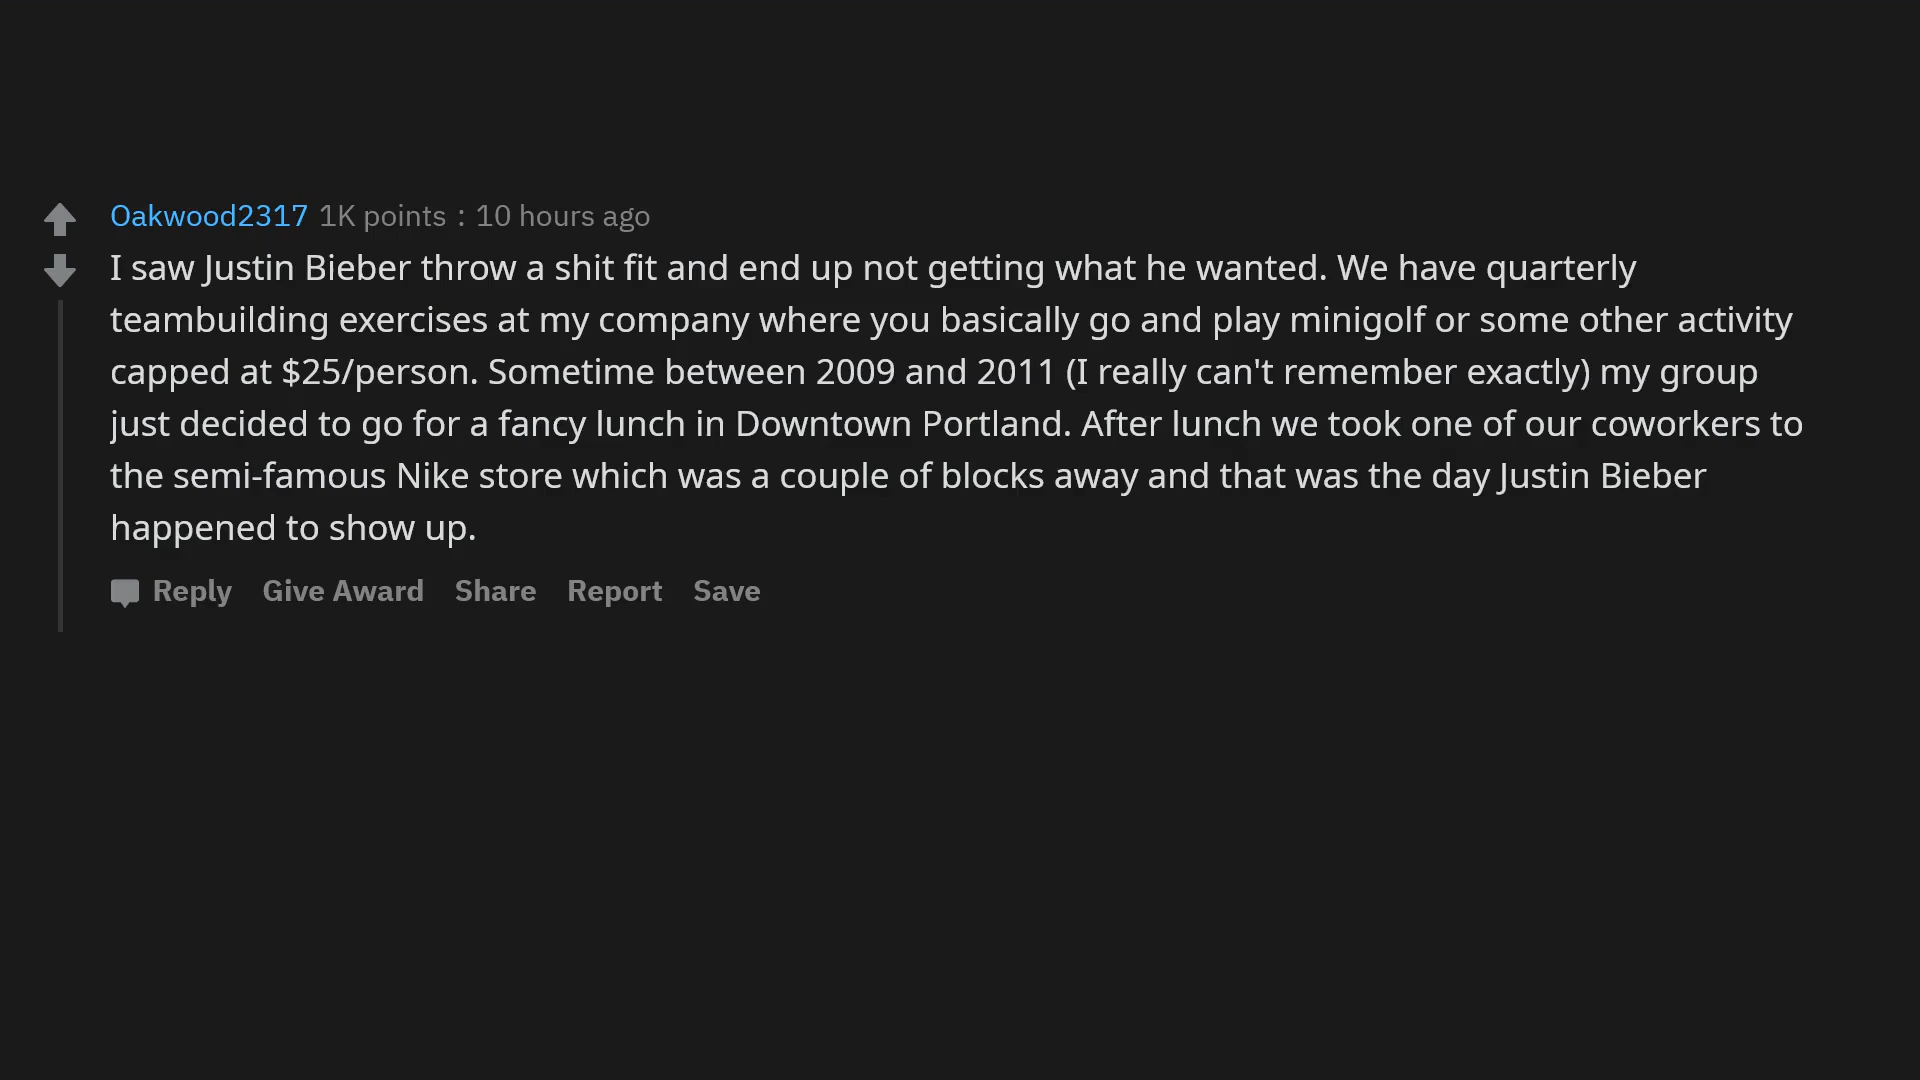 Oakwood2317 1K points : 10 hours ago
I saw Justin Bieber throw a shit fit and end up not getting what he wanted. We have quarterly
teambuilding exercises at my company where you basically go and play minigolf or some other activity
capped at $25/person. Sometime between 2009 and 2011 (I really can't remember exactly) my group
just decided to go for a fancy lunch in Downtown Portland. After lunch we took one of our coworkers to
the semi-famous Nike store which was a couple of blocks away and that was the day Justin Bieber
happened to show up.
Reply Give Award Share Report Save